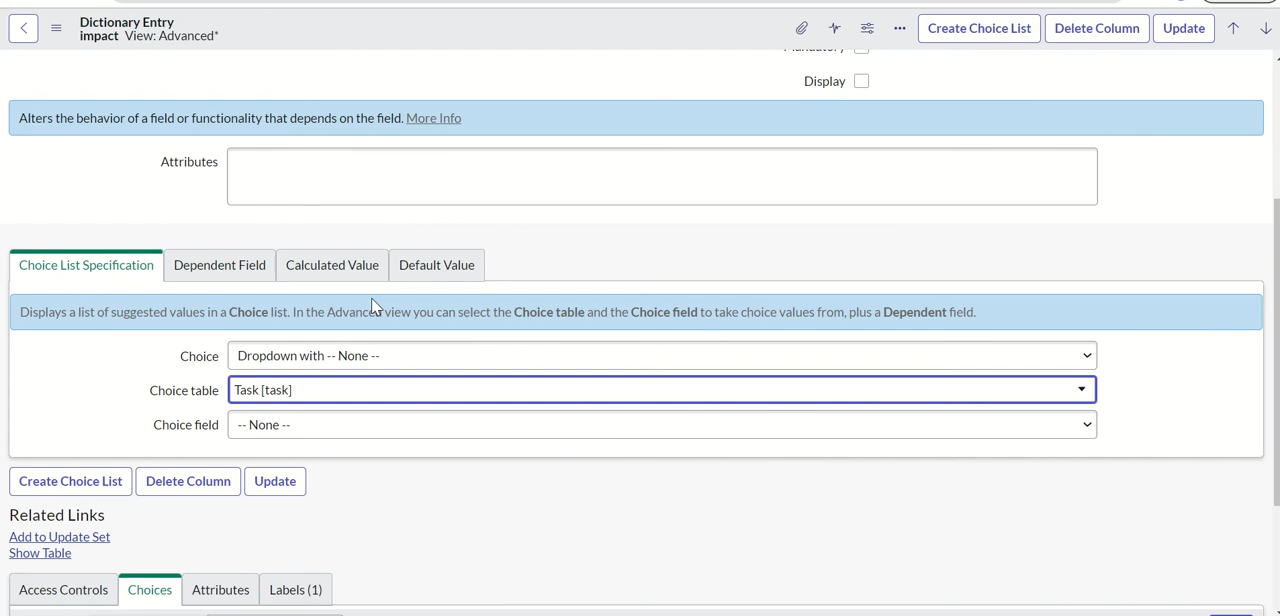 Dictionary Entry
impact View: Advanced*
Create Choice List
Delete Column
Update
Mandatory
Display
Alters the behavior of a field or functionality that depends on the field. More Info
Attributes
Choice List Specification
Dependent Field
Calculated Value
Default Value
Displays a list of suggested values in a Choice list. In the Advanced view you can select the Choice table and the Choice field to take choice values from, plus a Dependent field.
Choice
Dropdown with -- None --
Choice table
Task [task]
Choice field
-- None --
Create Choice List
Delete Column
Update
Related Links
Add to Update Set
Show Table
Access Controls
Choices
Attributes
Labels (1)